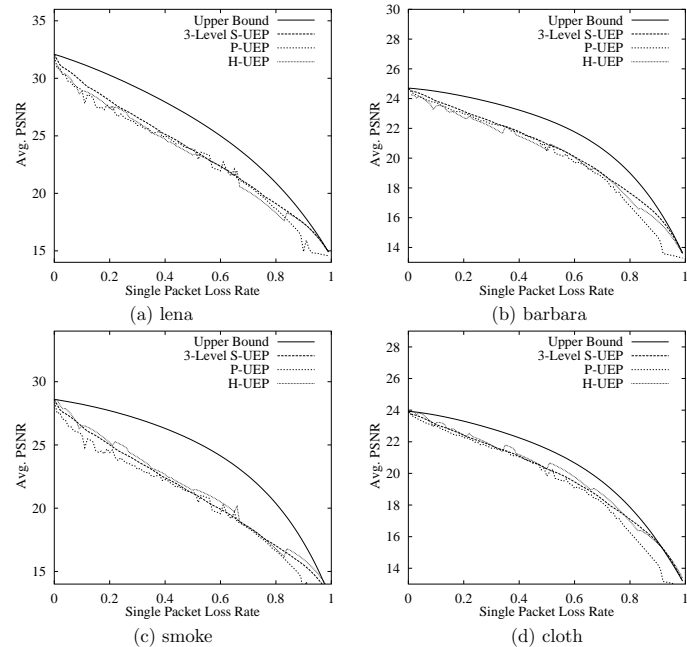 Upper Bound
3-Level S-UEP
P-UEP
H-UEP
Avg. PSNR
35
30
25
20
15
0 0.2 0.4 0.6 0.8 1
Single Packet Loss Rate
(a) lena
Upper Bound
3-Level S-UEP
P-UEP
H-UEP
Avg. PSNR
30
28
26
24
22
20
18
16
14
0 0.2 0.4 0.6 0.8 1
Single Packet Loss Rate
(b) barbara
Upper Bound
3-Level S-UEP
P-UEP
H-UEP
Avg. PSNR
30
25
20
15
0 0.2 0.4 0.6 0.8 1
Single Packet Loss Rate
(c) smoke
Upper Bound
3-Level S-UEP
P-UEP
H-UEP
Avg. PSNR
28
26
24
22
20
18
16
14
0 0.2 0.4 0.6 0.8 1
Single Packet Loss Rate
(d) cloth